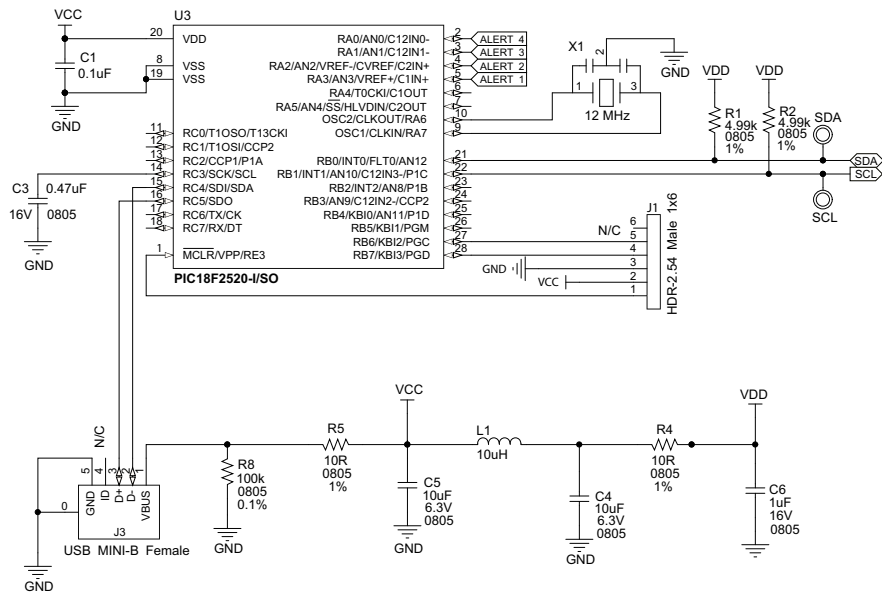 VCC
C1
0.1uF
GND
U3
20 VDD
8 VSS
19 VSS
11 RC0/T1OSO/T13CKI
12 RC1/T1OSI/CCP2
13 RC2/CCP1/P1A
14 RC3/SCK/SCL
15 RC4/SDI/SDA
16 RC5/SDO
17 RC6/TX/CK
18 RC7/RX/DT
1 MCLR/VPP/RE3
PIC18F2520-I/SO
RA0/AN0/C12IN0- 2 ALERT 4
RA1/AN1/C12IN1- 3 ALERT 3
RA2/AN2/VREF-/CVREF/C2IN+ 4 ALERT 2
RA3/AN3/VREF+/C1IN+ 5 ALERT 1
RA4/T0CKI/C1OUT 6
RA5/AN4/SS/HLVDIN/C2OUT 7
OSC2/CLKOUT/RA6 10
OSC1/CLKIN/RA7 9
RB0/INT0/FLT0/AN12 21
RB1/INT1/AN10/C12IN3-/P1C 22
RB2/INT2/AN8/P1B 23
RB3/AN9/C12IN2-/CCP2 24
RB4/KBI0/AN11/P1D 25
RB5/KBI1/PGM 26
RB6/KBI2/PGC 27
RB7/KBI3/PGD 28
X1
2
1 3
12 MHz
GND
VDD
R1
4.99k
0805
1%
VDD
R2
4.99k
0805
1%
SDA
SDA
SCL
SCL
C3 0.47uF
16V 0805
GND
J1
N/C 6
5
4
GND 3
VCC 2
1
HDR-2.54 Male 1x6
N/C
5 4 3 2 1
0
GND ID D+ D- VBUS
J3
USB MINI-B Female
GND
R8
100k
0805
0.1%
GND
R5
10R
0805
1%
VCC
C5
10uF
6.3V
0805
GND
L1
10uH
C4
10uF
6.3V
0805
GND
R4
10R
0805
1%
VDD
C6
1uF
16V
0805
GND